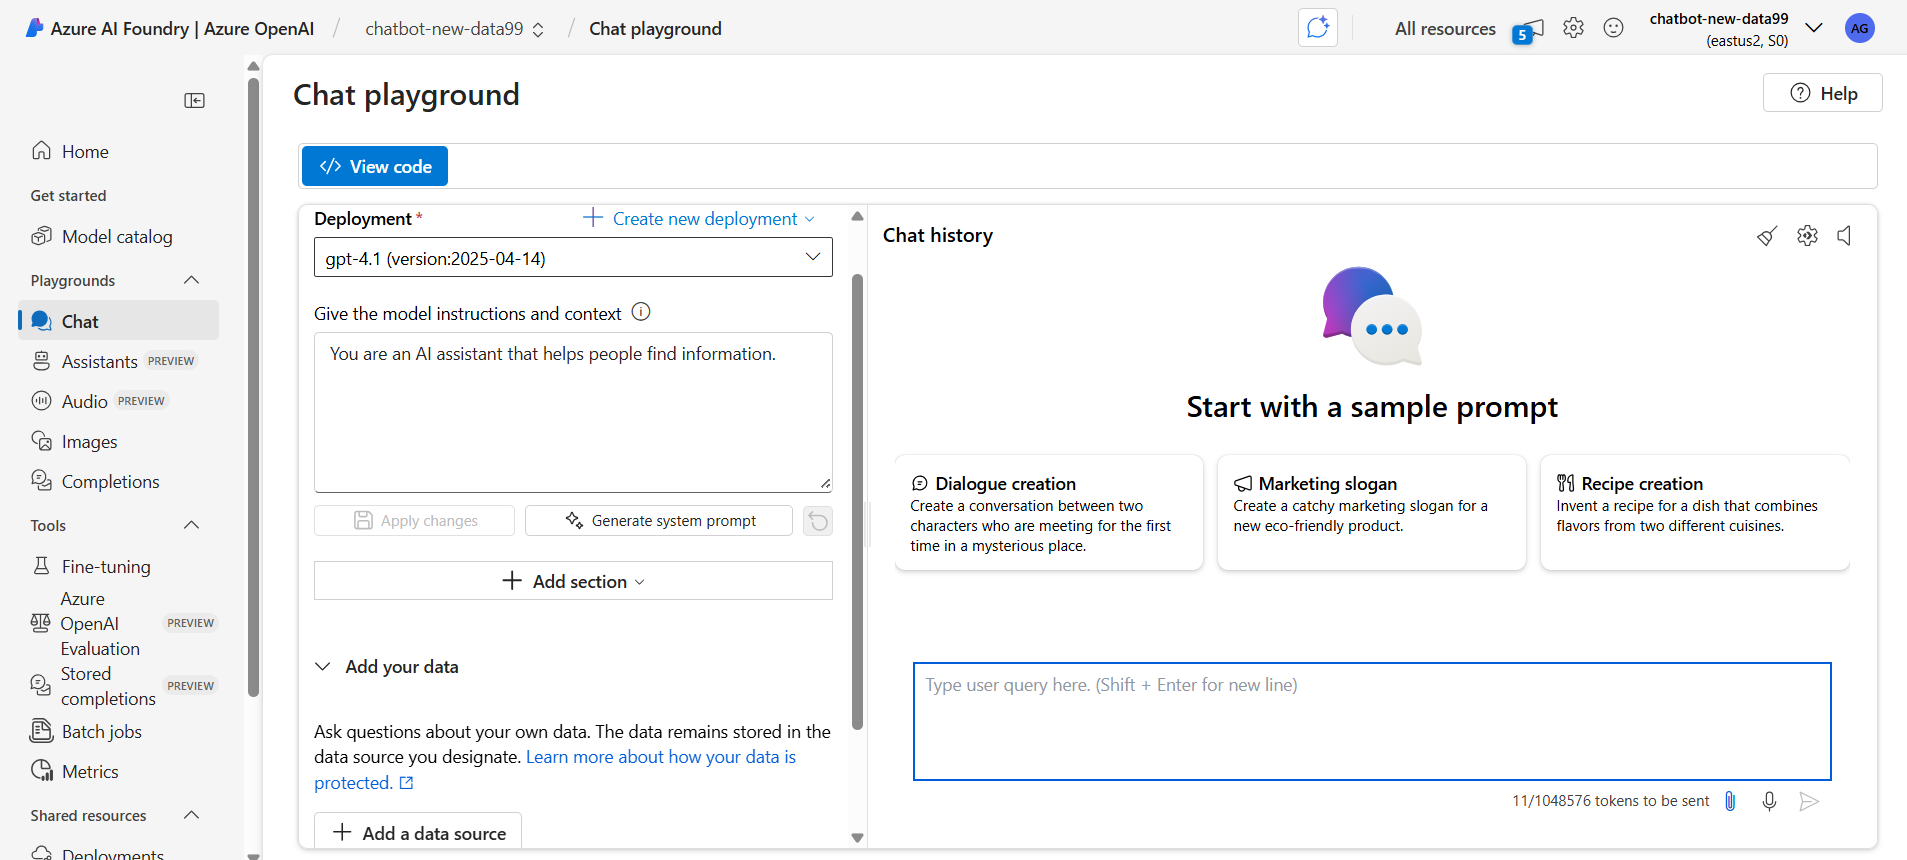 Azure AI Foundry | Azure OpenAI / chatbot-new-data99 / Chat playground
All resources
5
chatbot-new-data99
(eastus2, S0)
AG
Home
Get started
Model catalog
Playgrounds
Chat
Assistants PREVIEW
Audio PREVIEW
Images
Completions
Tools
Fine-tuning
Azure
OpenAI PREVIEW
Evaluation
Stored
completions PREVIEW
Batch jobs
Metrics
Shared resources
Deployments
Chat playground
Help
</> View code
Deployment *
+ Create new deployment
gpt-4.1 (version:2025-04-14)
Give the model instructions and context
You are an AI assistant that helps people find information.
Apply changes
Generate system prompt
+ Add section
Add your data
Ask questions about your own data. The data remains stored in the
data source you designate. Learn more about how your data is
protected.
+ Add a data source
Chat history
Start with a sample prompt
Dialogue creation
Create a conversation between two
characters who are meeting for the first
time in a mysterious place.
Marketing slogan
Create a catchy marketing slogan for a
new eco-friendly product.
Recipe creation
Invent a recipe for a dish that combines
flavors from two different cuisines.
Type user query here. (Shift + Enter for new line)
11/1048576 tokens to be sent